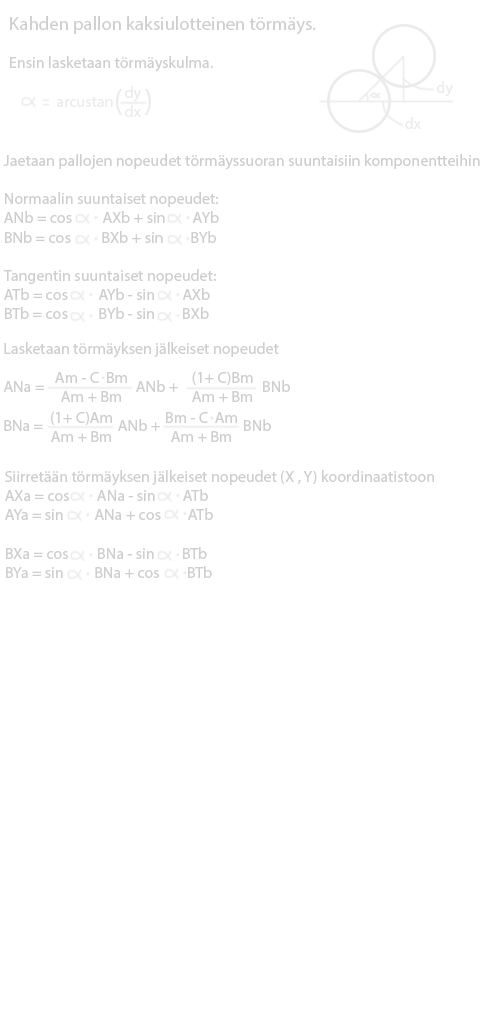 Kahden pallon kaksiulotteinen törmäys.
Ensin lasketaan törmäyskulma.
α = arcustan(dy/dx)
dy
dx
α
Jaetaan pallojen nopeudet törmäyssuoran suuntaisiin komponentteihin
Normaalin suuntaiset nopeudet:
ANb = cos α · AXb + sin α · AYb
BNb = cos α · BXb + sin α · BYb
Tangentin suuntaiset nopeudet:
ATb = cos α · AYb - sin α · AXb
BTb = cos α · BYb - sin α · BXb
Lasketaan törmäyksen jälkeiset nopeudet
ANa = (Am - C · Bm)/(Am + Bm) ANb + ((1+ C)Bm)/(Am + Bm) BNb
BNa = ((1+ C)Am)/(Am + Bm) ANb + (Bm - C · Am)/(Am + Bm) BNb
Siirretään törmäyksen jälkeiset nopeudet (X , Y) koordinaatistoon
AXa = cos α · ANa - sin α · ATb
AYa = sin α · ANa + cos α · ATb
BXa = cos α · BNa - sin α · BTb
BYa = sin α · BNa + cos α · BTb